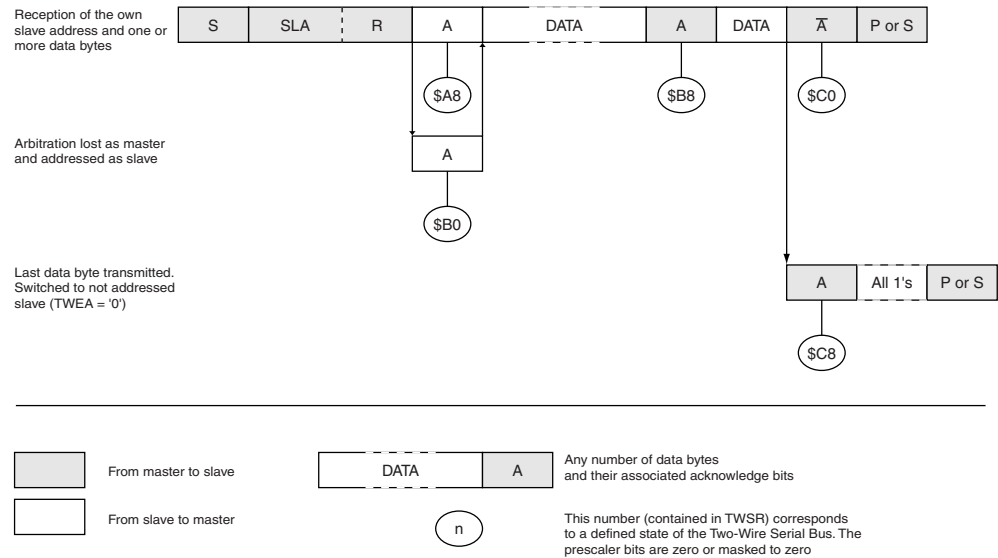 Reception of the own
slave address and one or
more data bytes
S SLA R A DATA A DATA A̅ P or S
$A8 $B8 $C0
Arbitration lost as master
and addressed as slave
A
$B0
Last data byte transmitted.
Switched to not addressed
slave (TWEA = '0')
A All 1's P or S
$C8
From master to slave
DATA A
Any number of data bytes
and their associated acknowledge bits
From slave to master
n
This number (contained in TWSR) corresponds
to a defined state of the Two-Wire Serial Bus. The
prescaler bits are zero or masked to zero